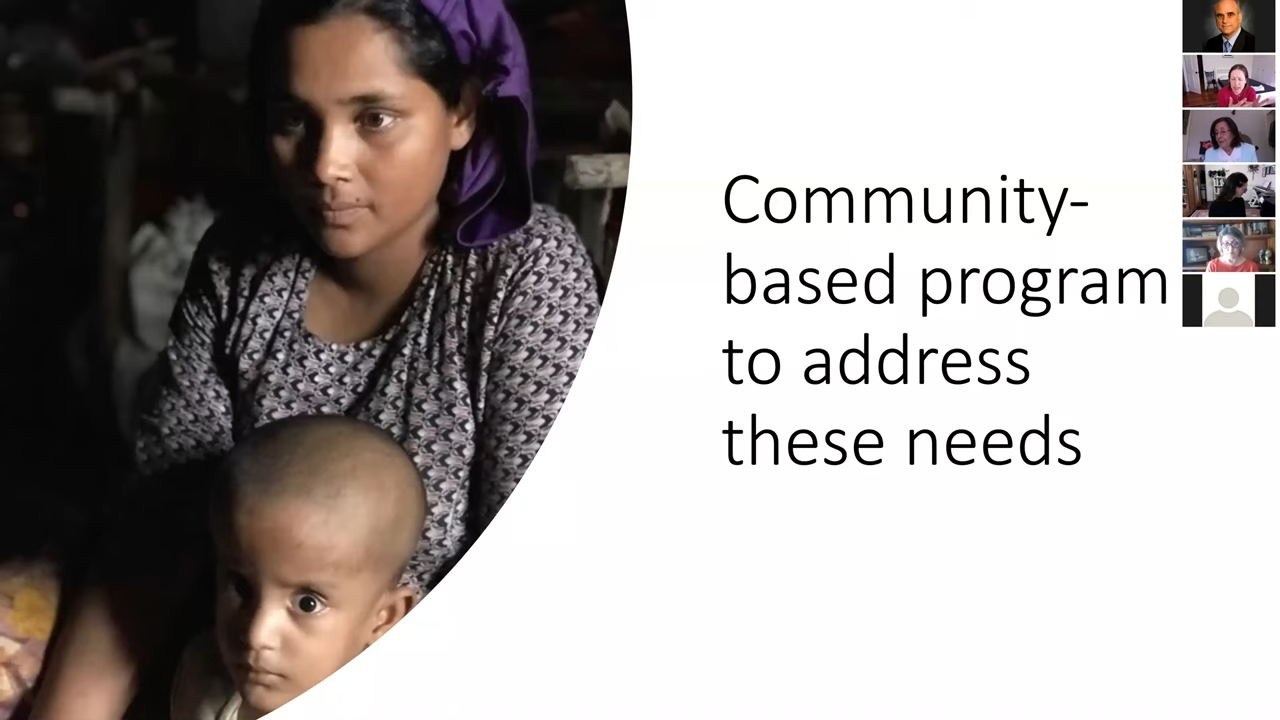 Community-
based program
to address
these needs